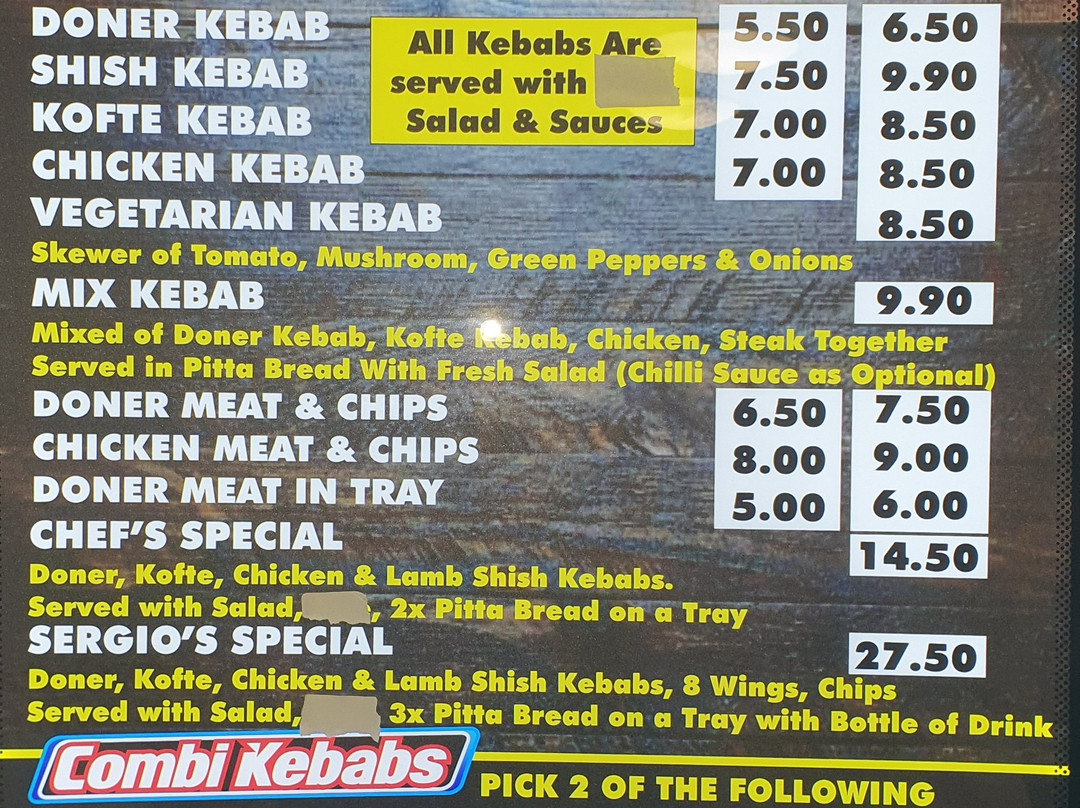 DONER KEBAB 5.50 6.50
All Kebabs Are
served with
Salad & Sauces
SHISH KEBAB 7.50 9.90
KOFTE KEBAB 7.00 8.50
CHICKEN KEBAB 7.00 8.50
VEGETARIAN KEBAB 8.50
Skewer of Tomato, Mushroom, Green Peppers & Onions
MIX KEBAB 9.90
Mixed of Doner Kebab, Kofte Kebab, Chicken, Steak Together
Served in Pitta Bread With Fresh Salad (Chilli Sauce as Optional)
DONER MEAT & CHIPS 6.50 7.50
CHICKEN MEAT & CHIPS 8.00 9.00
DONER MEAT IN TRAY 5.00 6.00
CHEF'S SPECIAL 14.50
Doner, Kofte, Chicken & Lamb Shish Kebabs.
Served with Salad, , 2x Pitta Bread on a Tray
SERGIO'S SPECIAL 27.50
Doner, Kofte, Chicken & Lamb Shish Kebabs, 8 Wings, Chips
Served with Salad, 3x Pitta Bread on a Tray with Bottle of Drink
Combi Kebabs PICK 2 OF THE FOLLOWING